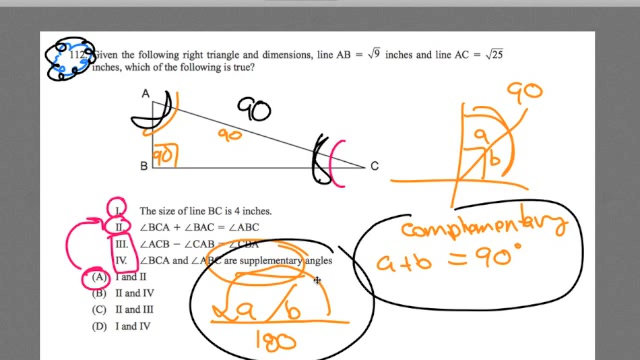 112. Given the following right triangle and dimensions, line AB = √9 inches and line AC = √25
inches, which of the following is true?
A
90
90
90
B
C
90
a
b
I. The size of line BC is 4 inches.
II. ∠BCA + ∠BAC = ∠ABC
III. ∠ACB − ∠CAB = ∠CBA
IV. ∠BCA and ∠ABC are supplementary angles
(A) I and II
(B) II and IV
(C) II and III
(D) I and IV
complamentary
a+b = 90°
a b
180